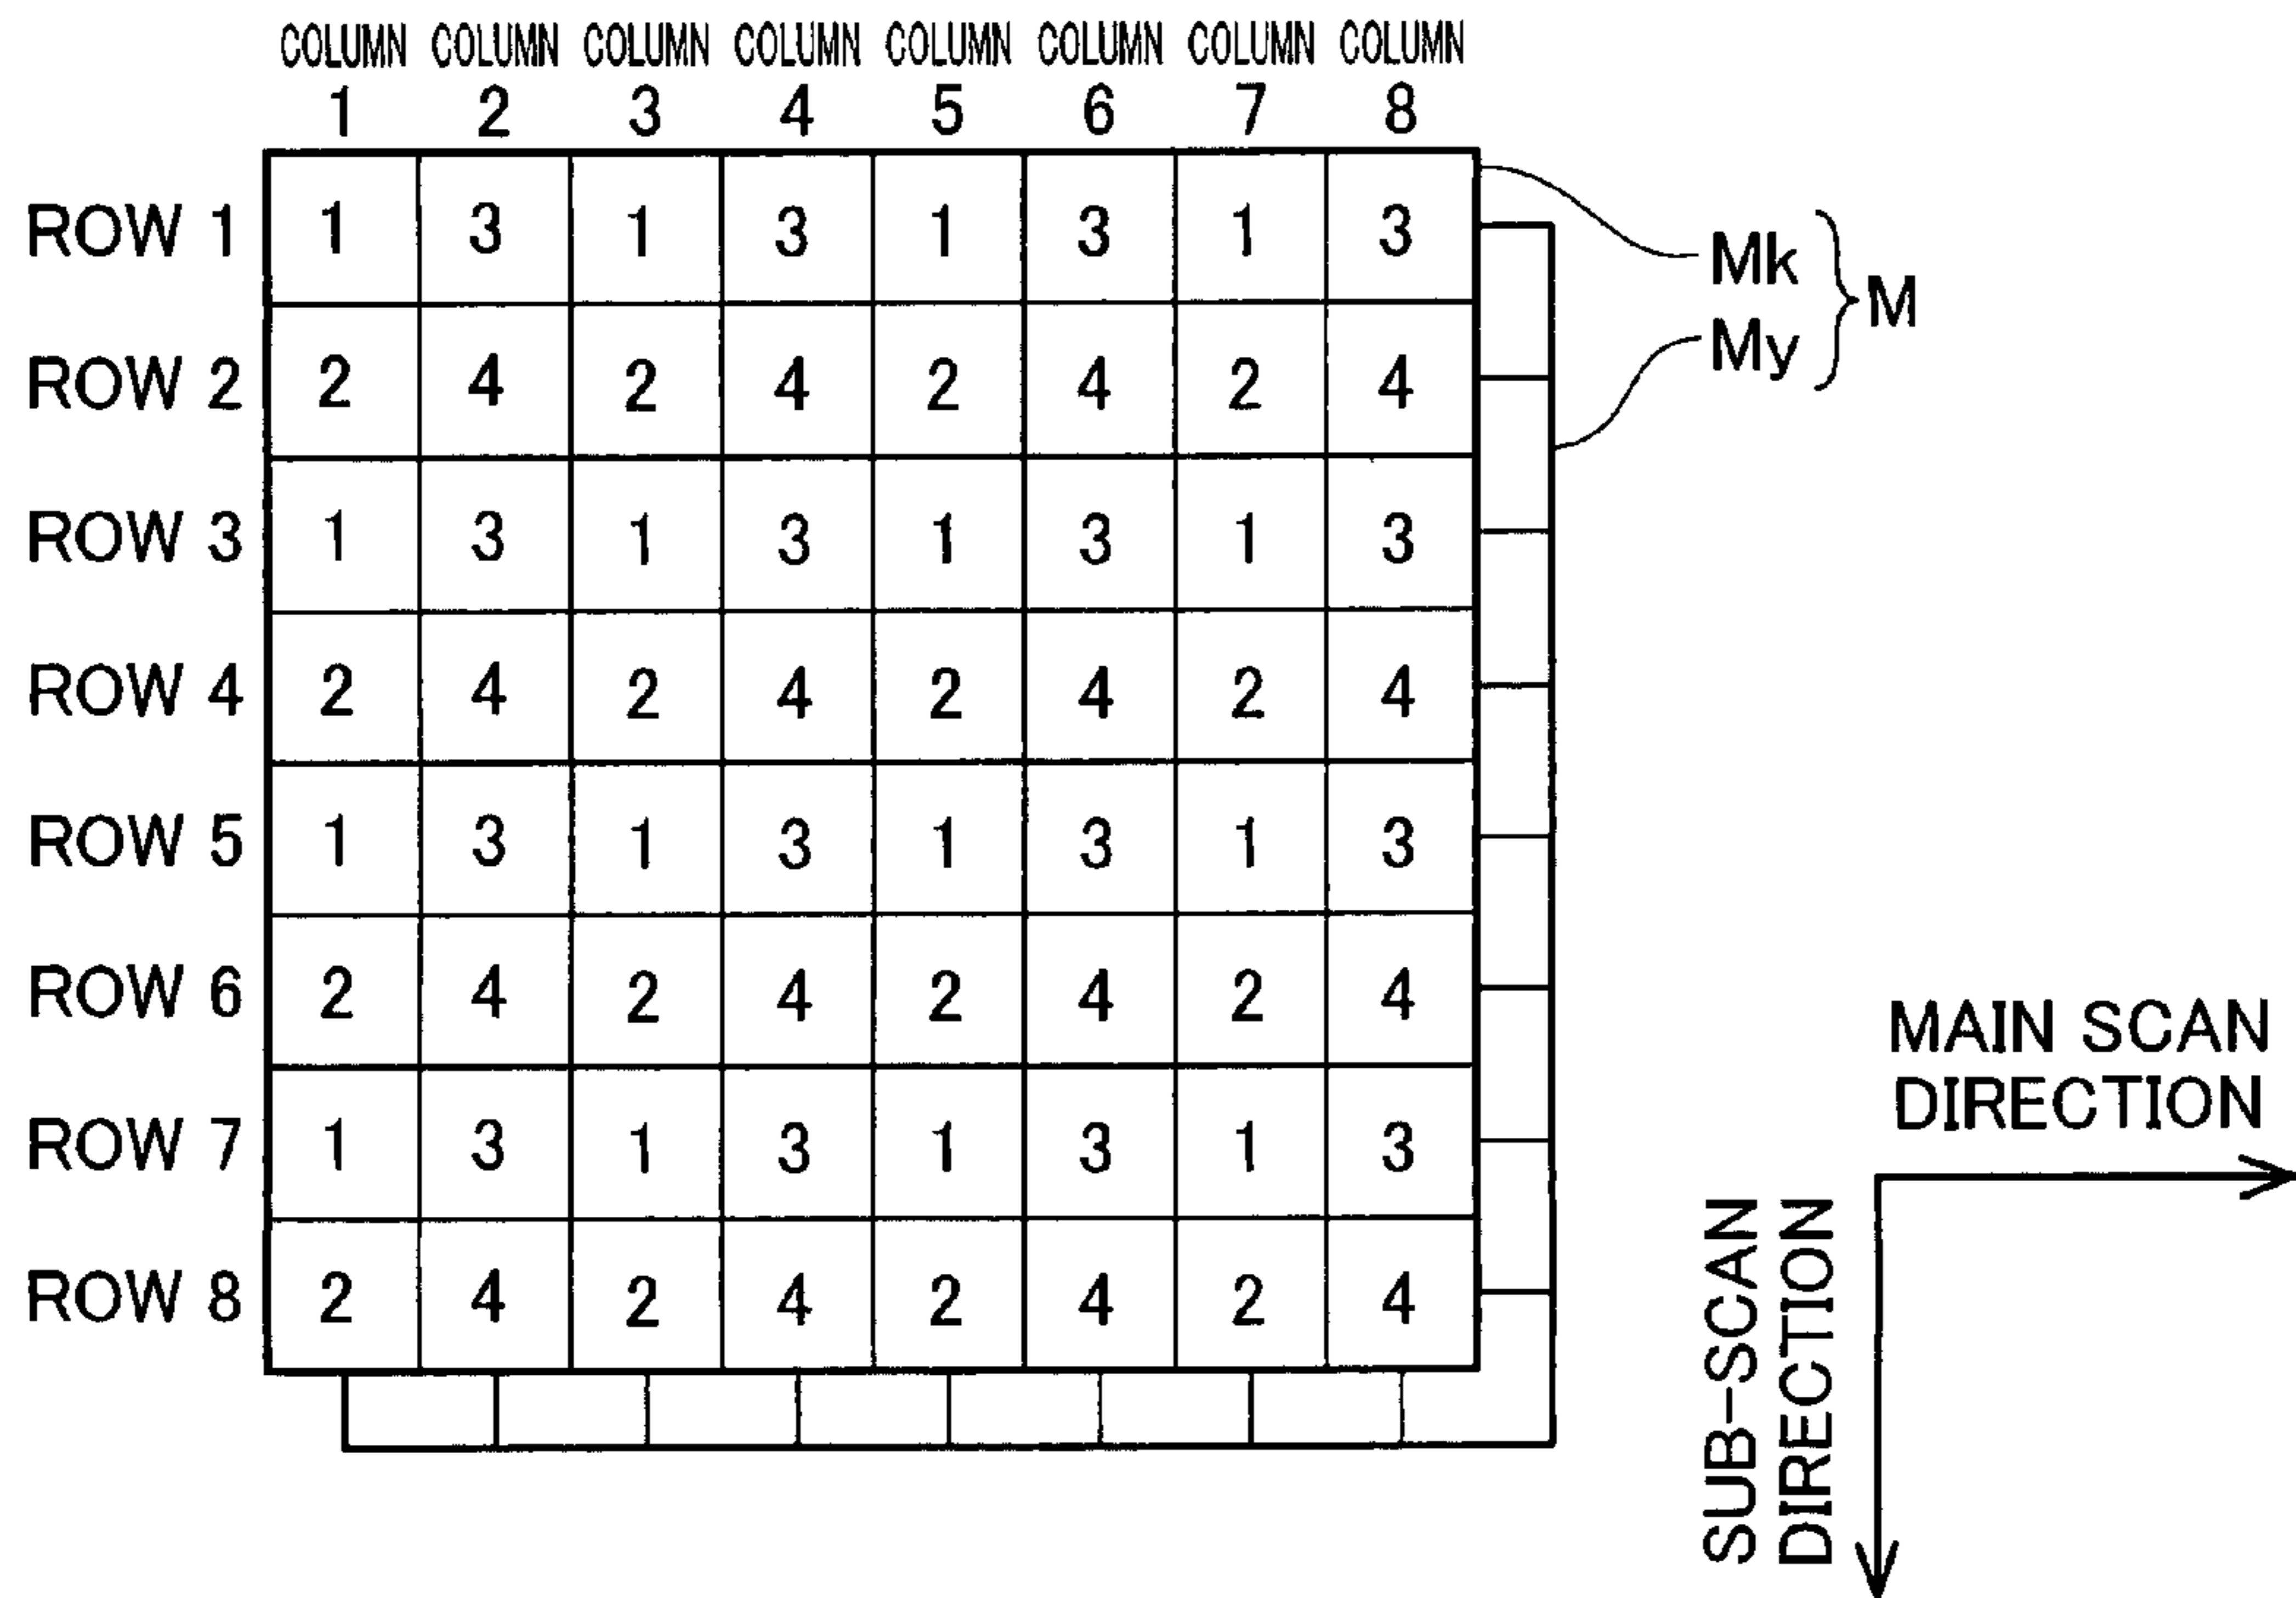 COLUMN COLUMN COLUMN COLUMN COLUMN COLUMN COLUMN COLUMN
1 2 3 4 5 6 7 8
ROW 1 1 3 1 3 1 3 1 3
ROW 2 2 4 2 4 2 4 2 4
ROW 3 1 3 1 3 1 3 1 3
ROW 4 2 4 2 4 2 4 2 4
ROW 5 1 3 1 3 1 3 1 3
ROW 6 2 4 2 4 2 4 2 4
ROW 7 1 3 1 3 1 3 1 3
ROW 8 2 4 2 4 2 4 2 4
Mk
My
M
MAIN SCAN
DIRECTION
SUB-SCAN
DIRECTION